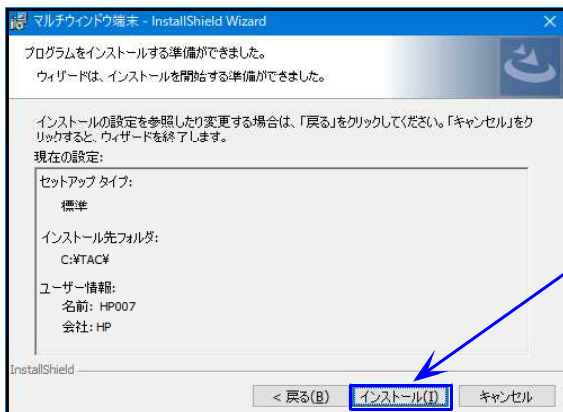 マルチウィンドウ端末 - InstallShield Wizard
プログラムをインストールする準備ができました。
ウィザードは、インストールを開始する準備ができました。
インストールの設定を参照したり変更する場合は、「戻る」をクリックしてください。「キャンセル」をク
リックすると、ウィザードを終了します。
現在の設定:
セットアップ タイプ:
標準
インストール先フォルダ:
C:¥TAC¥
ユーザー情報:
名前: HP007
会社: HP
InstallShield
< 戻る(B) インストール(I) キャンセル